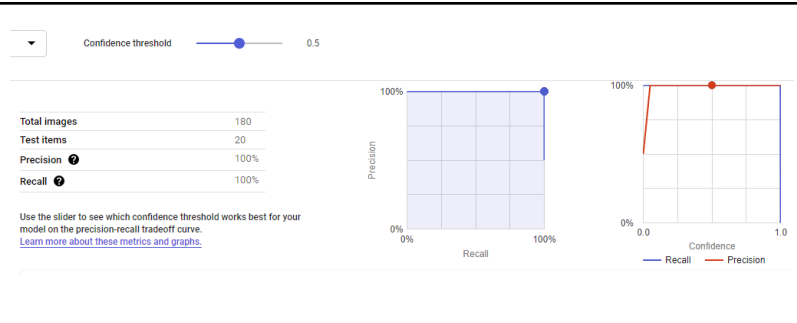 Confidence threshold 0.5
Total images 180
Test items 20
Precision ? 100%
Recall ? 100%
Use the slider to see which confidence threshold works best for your
model on the precision-recall tradeoff curve.
Learn more about these metrics and graphs.
100%
Precision
0%
0% 100%
Recall
100%
0%
0.0 1.0
Confidence
Recall Precision